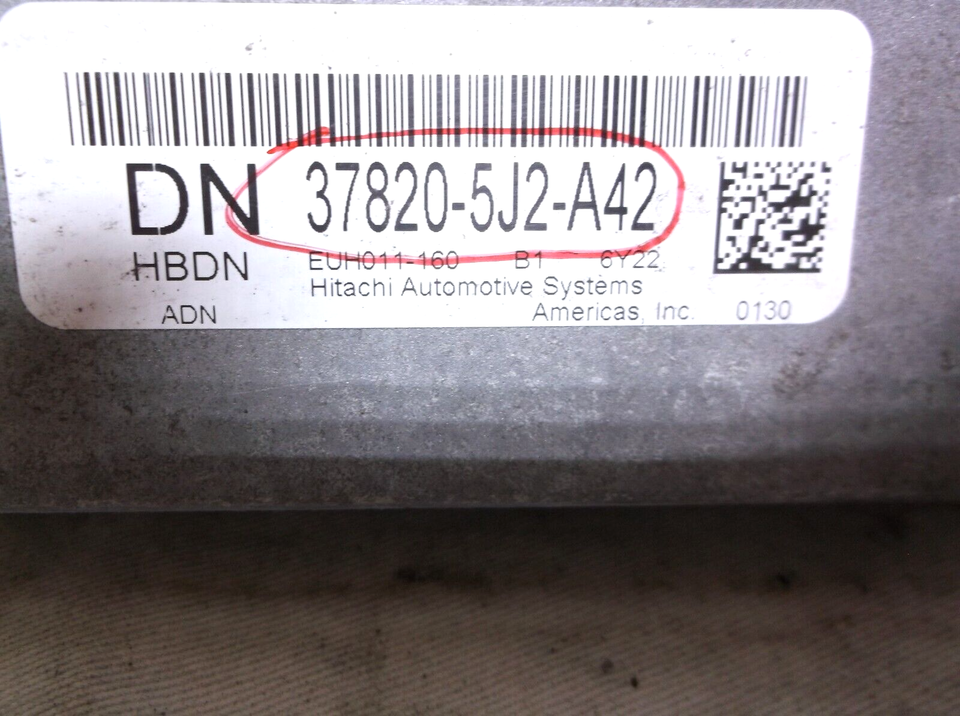 DN 37820-5J2-A42
HBDN EUH011-160 B1 6Y22
Hitachi Automotive Systems
ADN Americas, Inc. 0130